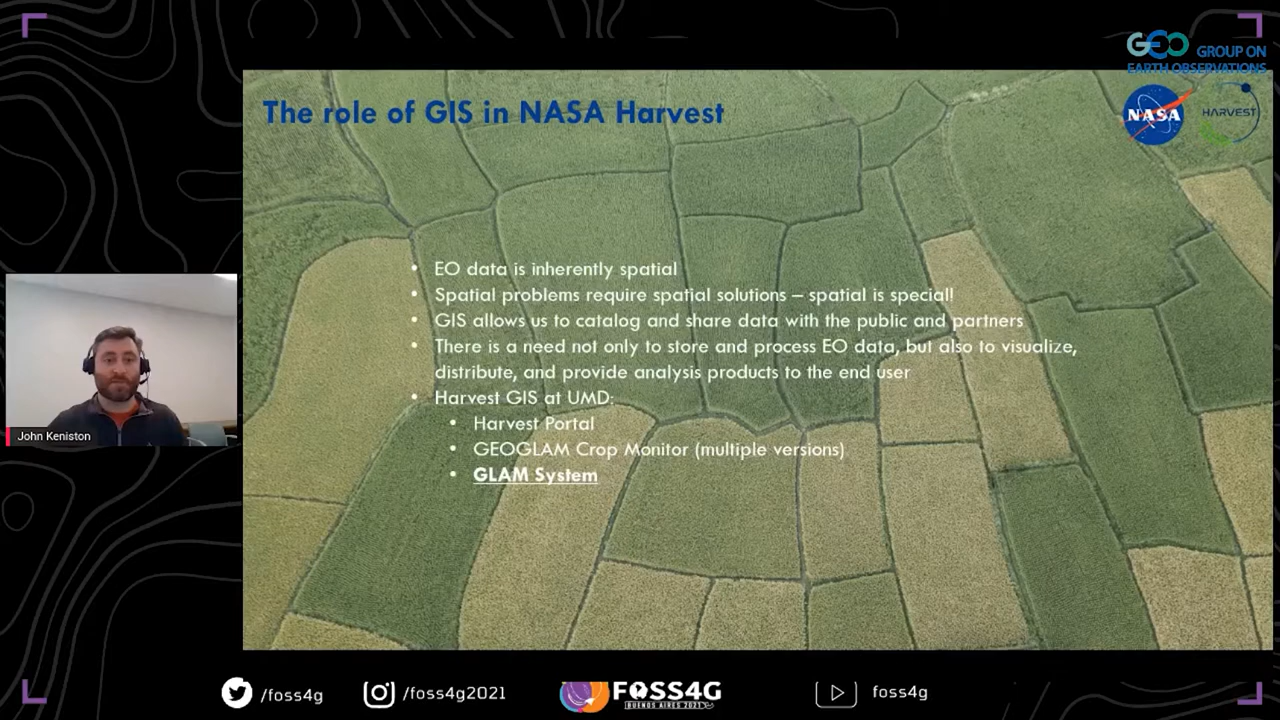 GEO GROUP ON
EARTH OBSERVATIONS
The role of GIS in NASA Harvest
NASA
HARVEST
• EO data is inherently spatial
• Spatial problems require spatial solutions – spatial is special!
• GIS allows us to catalog and share data with the public and partners
• There is a need not only to store and process EO data, but also to visualize,
distribute, and provide analysis products to the end user
• Harvest GIS at UMD:
• Harvest Portal
• GEOGLAM Crop Monitor (multiple versions)
• GLAM System
John Keniston
/foss4g
/foss4g2021
FOSS4G
BUENOS AIRES 2021
foss4g